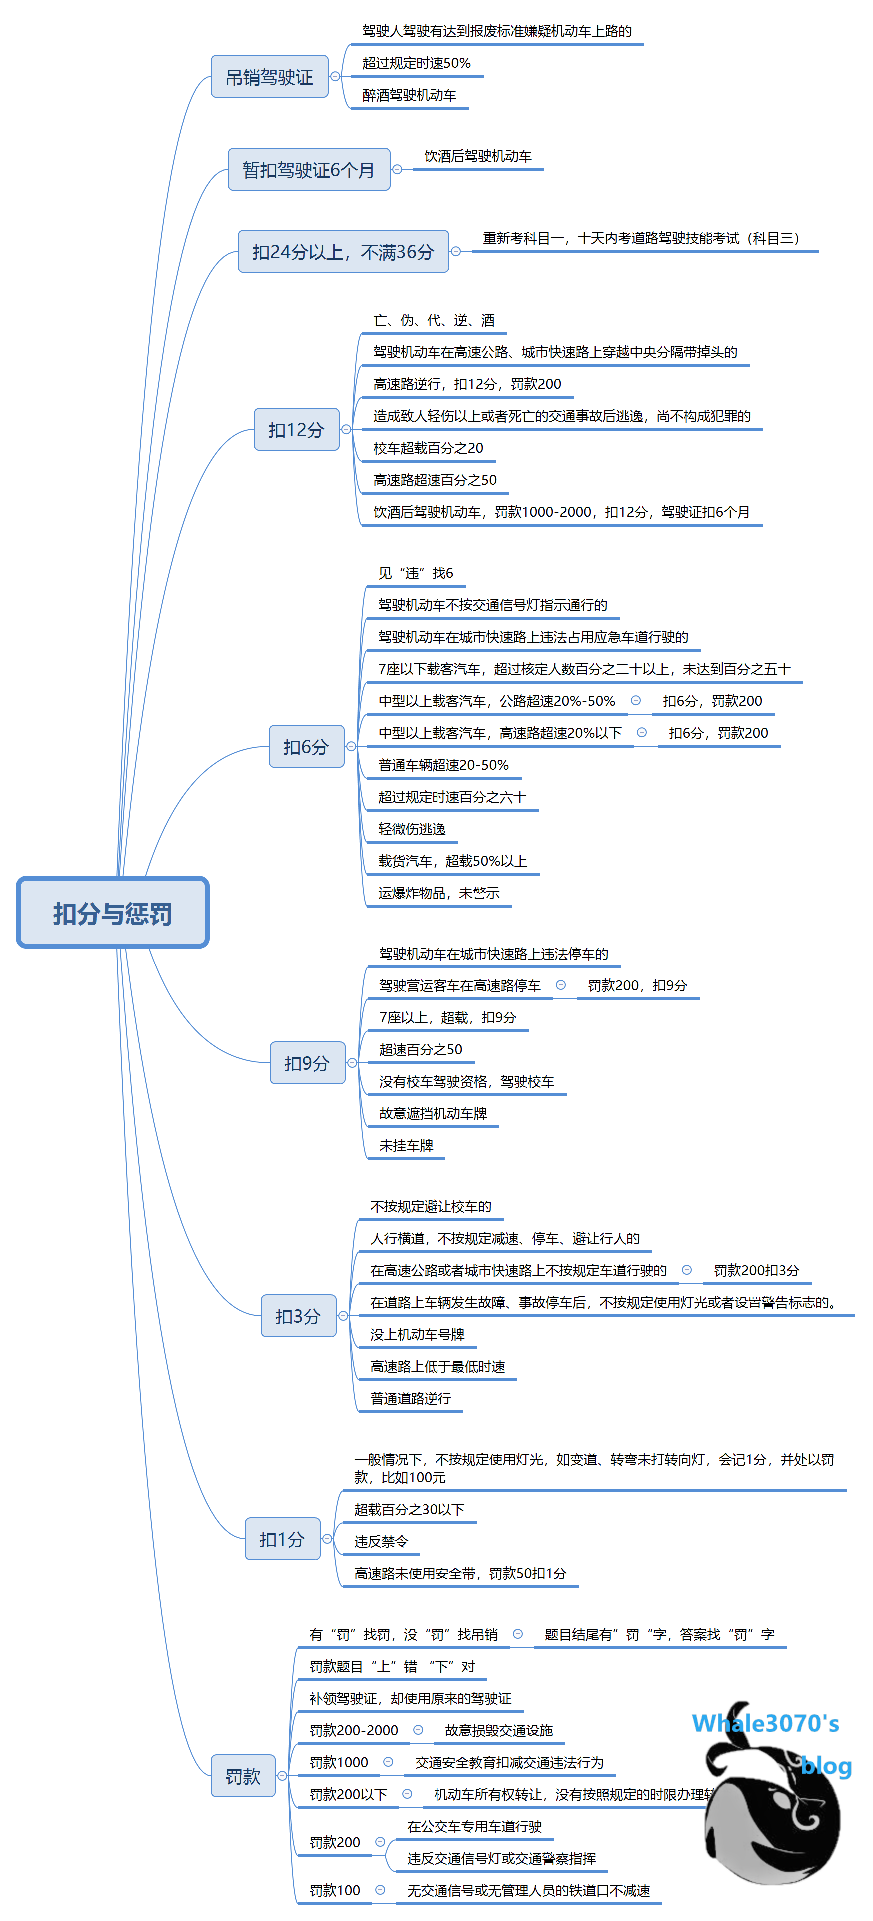 驾驶人驾驶有达到报废标准嫌疑机动车上路的
吊销驾驶证
超过规定时速50%
醉酒驾驶机动车
暂扣驾驶证6个月
饮酒后驾驶机动车
扣24分以上，不满36分
重新考科目一，十天内考道路驾驶技能考试（科目三）
亡、伪、代、逆、酒
驾驶机动车在高速公路、城市快速路上穿越中央分隔带掉头的
高速路逆行，扣12分，罚款200
扣12分
造成致人轻伤以上或者死亡的交通事故后逃逸，尚不构成犯罪的
校车超载百分之20
高速路超速百分之50
饮酒后驾驶机动车，罚款1000-2000，扣12分，驾驶证扣6个月
见“违”找6
驾驶机动车不按交通信号灯指示通行的
驾驶机动车在城市快速路上违法占用应急车道行驶的
7座以下载客汽车，超过核定人数百分之二十以上，未达到百分之五十
中型以上载客汽车，公路超速20%-50%
扣6分，罚款200
扣6分
中型以上载客汽车，高速路超速20%以下
扣6分，罚款200
普通车辆超速20-50%
超过规定时速百分之六十
轻微伤逃逸
载货汽车，超载50%以上
运爆炸物品，未警示
扣分与惩罚
驾驶机动车在城市快速路上违法停车的
驾驶营运客车在高速路停车
罚款200，扣9分
7座以上，超载，扣9分
扣9分
超速百分之50
没有校车驾驶资格，驾驶校车
故意遮挡机动车牌
未挂车牌
不按规定避让校车的
人行横道，不按规定减速、停车、避让行人的
在高速公路或者城市快速路上不按规定车道行驶的
罚款200扣3分
扣3分
在道路上车辆发生故障、事故停车后，不按规定使用灯光或者设置警告标志的。
没上机动车号牌
高速路上低于最低时速
普通道路逆行
一般情况下，不按规定使用灯光，如变道、转弯未打转向灯，会记1分，并处以罚
款，比如100元
超载百分之30以下
扣1分
违反禁令
高速路未使用安全带，罚款50扣1分
有“罚”找罚，没“罚”找吊销
题目结尾有”罚“字，答案找“罚”字
罚款题目“上”错 “下”对
补领驾驶证，却使用原来的驾驶证
罚款200-2000
故意损毁交通设施
罚款
罚款1000
交通安全教育扣减交通违法行为
罚款200以下
机动车所有权转让，没有按照规定的时限办理
罚款200
在公交车专用车道行驶
违反交通信号灯或交通警察指挥
罚款100
无交通信号或无管理人员的铁道口不减速
Whale3070's
blog